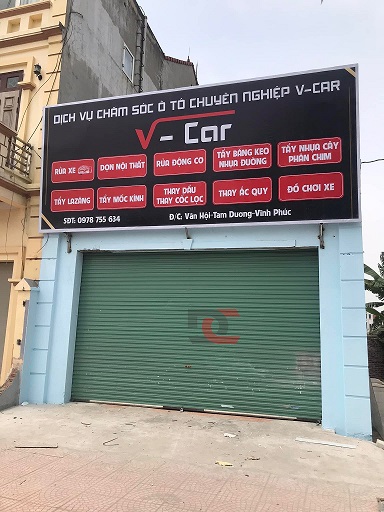 DỊCH VỤ CHĂM SÓC Ô TÔ CHUYÊN NGHIỆP V-CAR
V - Car
RỬA XE
DỌN NỘI THẤT
RỬA ĐỘNG CƠ
TẨY BĂNG KEO
NHỰA ĐƯỜNG
TẨY NHỰA CÂY
PHÂN CHIM
TẨY LAZĂNG
TẨY MỐC KÍNH
THAY DẦU
THAY CỐC LỌC
THAY ẮC QUY
ĐỒ CHƠI XE
SĐT: 0978 755 634
Đ/C: Vân Hội-Tam Dương-Vĩnh Phúc